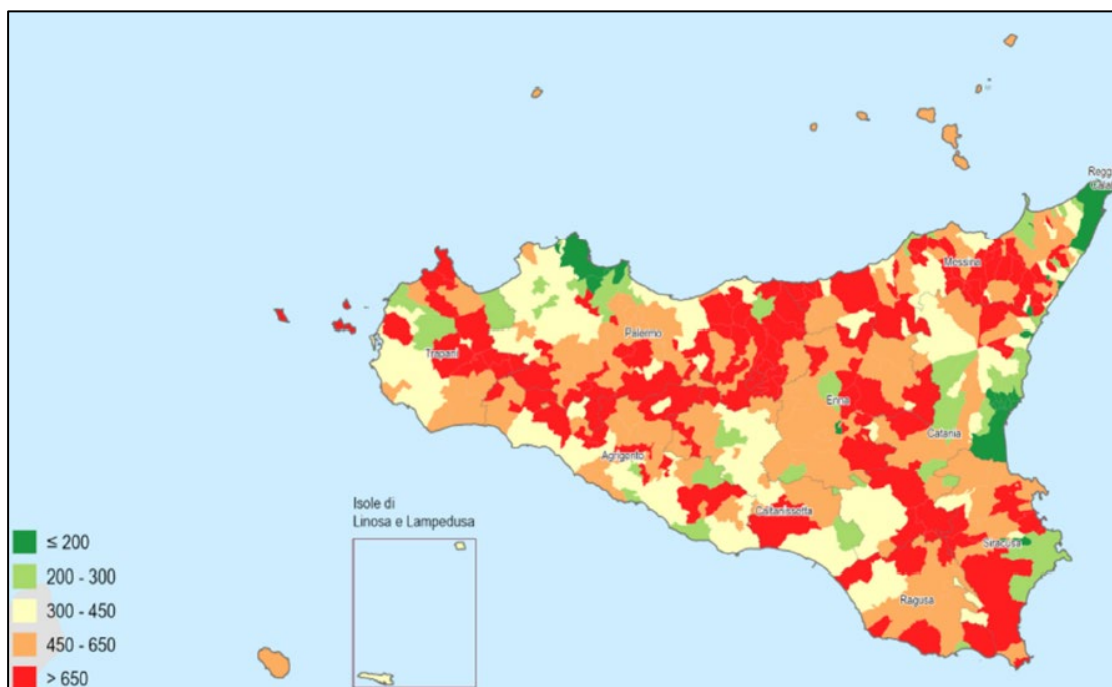 Reggio
Messina
Palermo
Trapani
Enna
Catania
Agrigento
Isole di
Linosa e Lampedusa
Caltanissetta
Siracusa
Ragusa
≤ 200
200 - 300
300 - 450
450 - 650
> 650